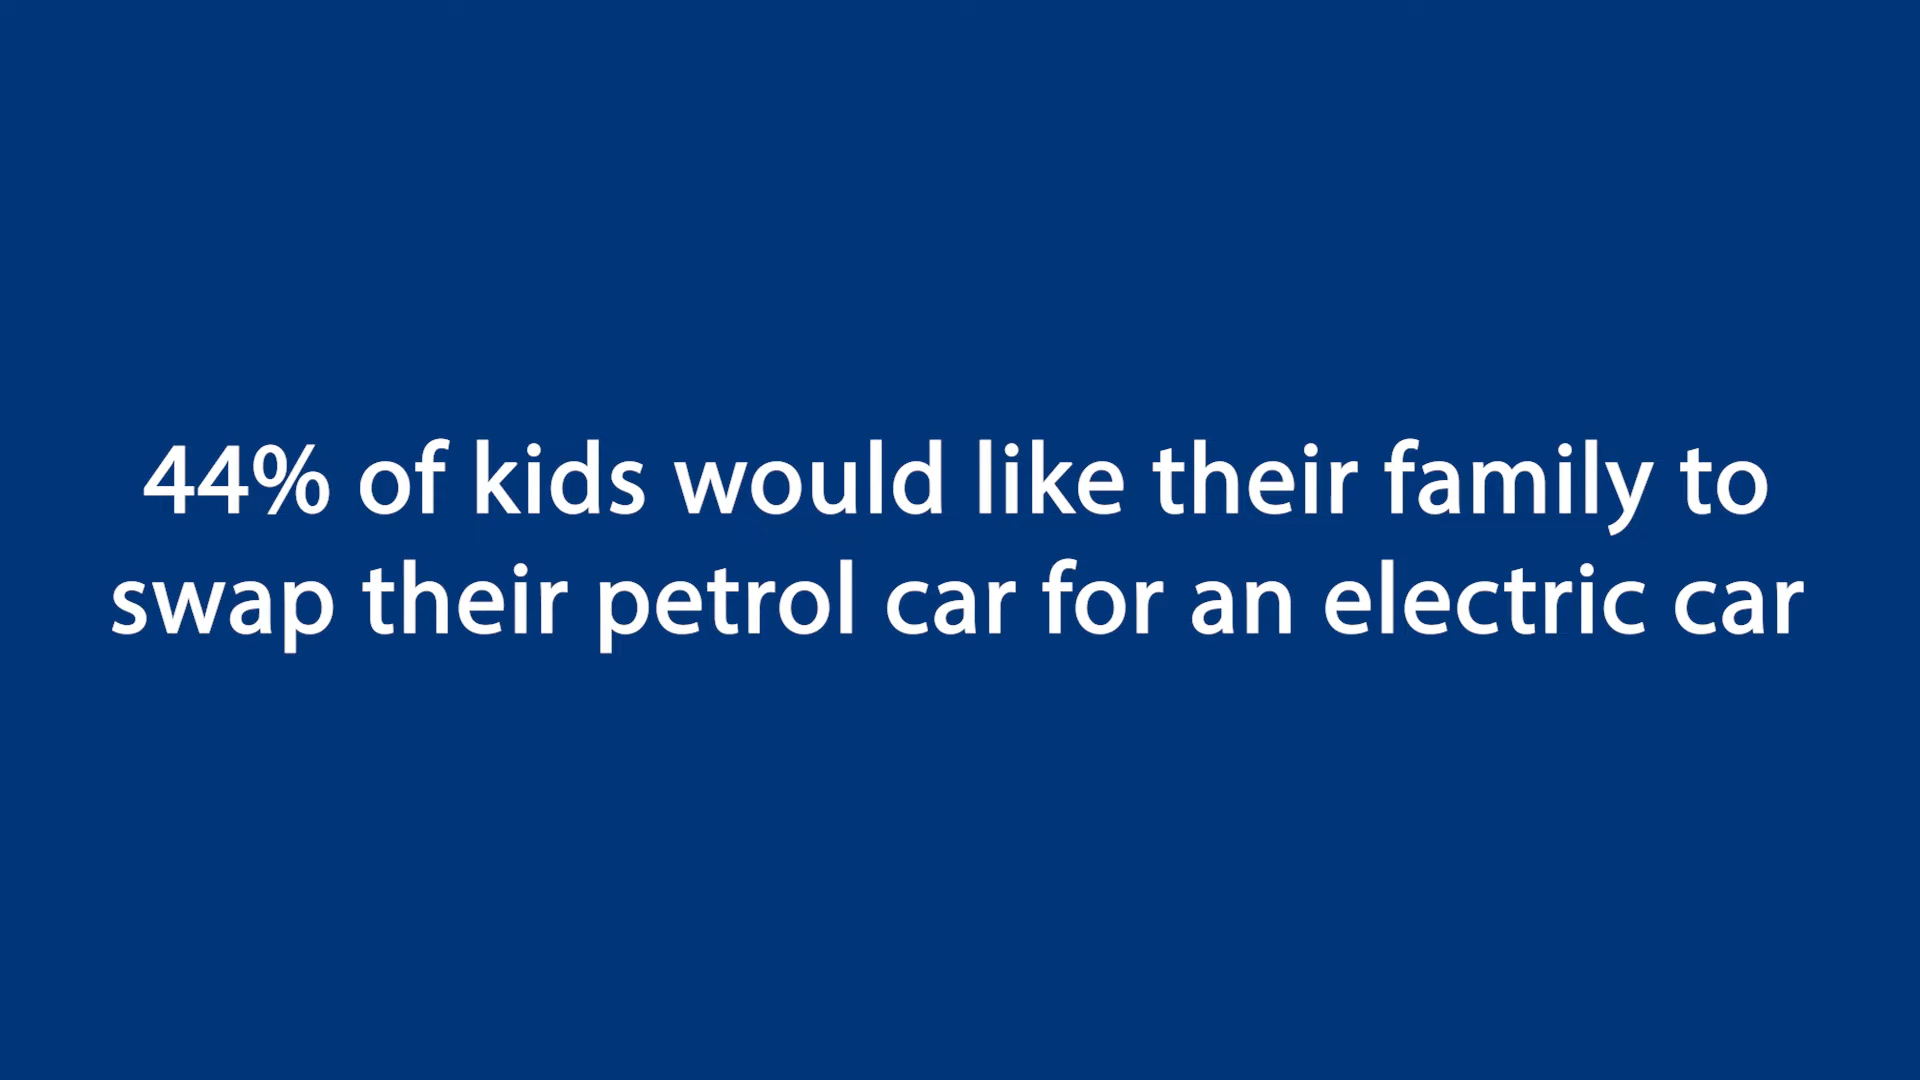 44% of kids would like their family to
swap their petrol car for an electric car